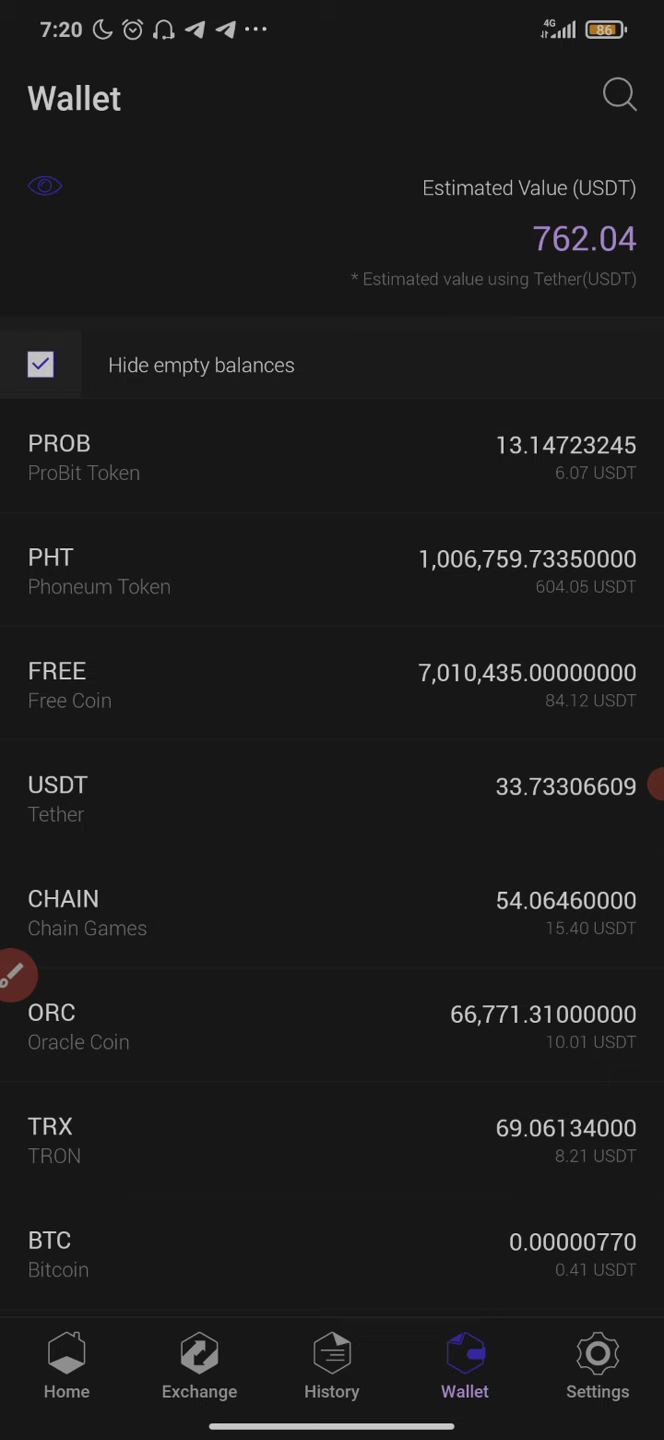 7:20
4G
86
Wallet
Estimated Value (USDT)
762.04
* Estimated value using Tether(USDT)
Hide empty balances
PROB 13.14723245
ProBit Token 6.07 USDT
PHT 1,006,759.73350000
Phoneum Token 604.05 USDT
FREE 7,010,435.00000000
Free Coin 84.12 USDT
USDT 33.73306609
Tether
CHAIN 54.06460000
Chain Games 15.40 USDT
ORC 66,771.31000000
Oracle Coin 10.01 USDT
TRX 69.06134000
TRON 8.21 USDT
BTC 0.00000770
Bitcoin 0.41 USDT
Home Exchange History Wallet Settings